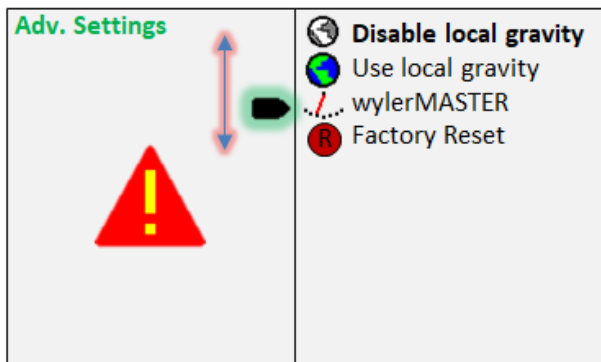 Adv. Settings
Disable local gravity
Use local gravity
wylerMASTER
R Factory Reset
!